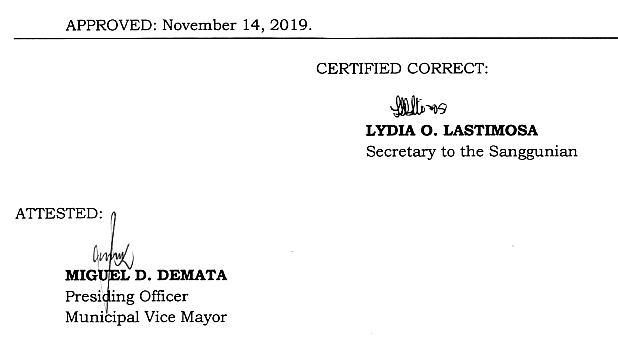 APPROVED: November 14, 2019.
CERTIFIED CORRECT:
LYDIA O. LASTIMOSA
Secretary to the Sanggunian
ATTESTED:
MIGUEL D. DEMATA
Presiding Officer
Municipal Vice Mayor